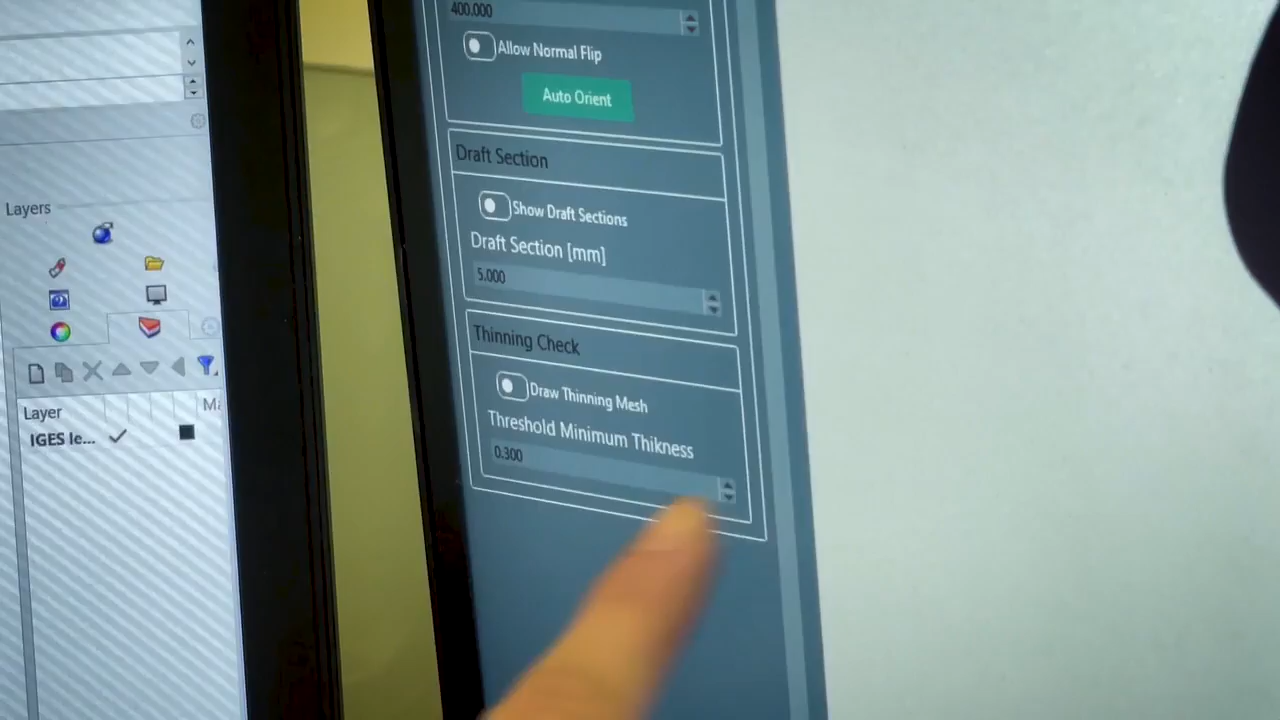 400.000
Allow Normal Flip
Auto Orient
Draft Section
Show Draft Sections
Draft Section [mm]
5.000
Thinning Check
Draw Thinning Mesh
Threshold Minimum Thikness
0.300
Layers
Layer
Ma
IGES le...